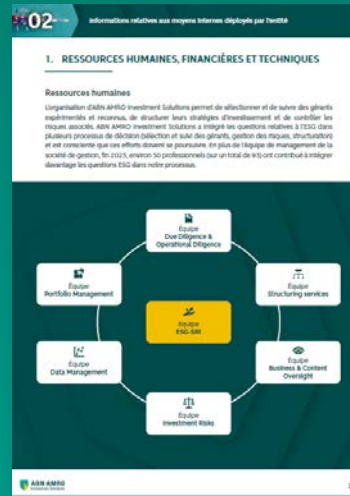 02
Informations relatives aux moyens internes déployés par l'entité
1. RESSOURCES HUMAINES, FINANCIÈRES ET TECHNIQUES
Ressources humaines
L'organisation d'ABN AMRO Investment Solutions permet de sélectionner et de suivre des gérants
expérimentés et reconnus, de structurer leurs stratégies d'investissement et de contrôler les
risques associés. ABN AMRO Investment Solutions a intégré les questions relatives à l'ESG dans
plusieurs processus de décision (sélection et suivi des gérants, gestion des risques, structuration)
et est consciente que ces efforts doivent se poursuivre. En plus de l'équipe de management de la
société de gestion, fin 2023, environ 50 professionnels (sur un total de 93) ont contribué à intégrer
davantage les questions ESG dans notre processus.
Équipe
Due Diligence &
Operational Diligence
Équipe
Portfolio Management
Équipe
Structuring services
Équipe
ESG-SRI
Équipe
Data Management
Équipe
Business & Content
Oversight
Équipe
Investment Risks
ABN·AMRO
Investment Solutions